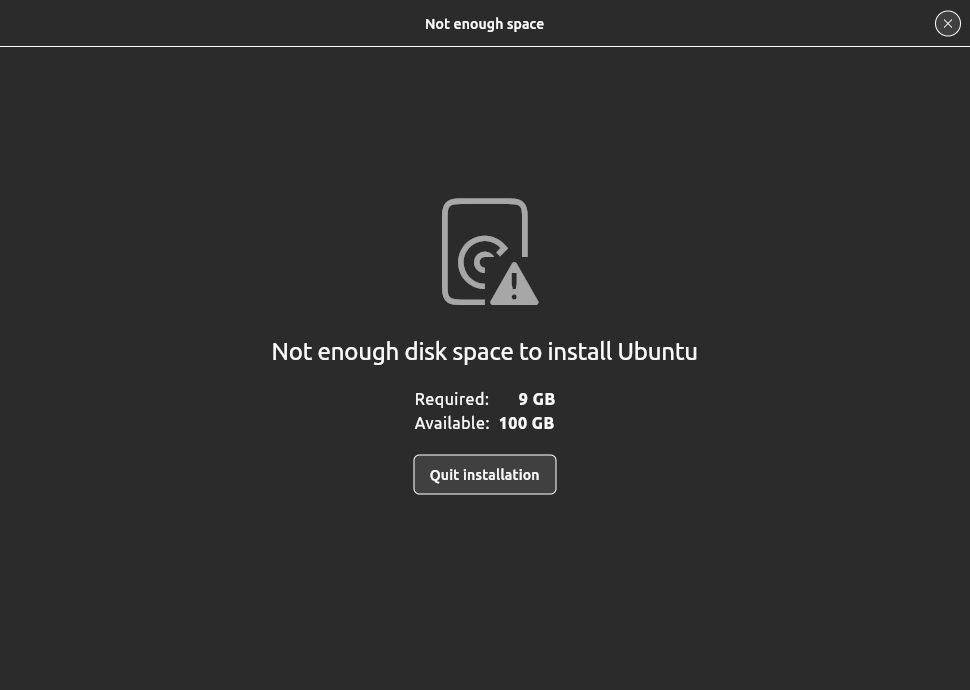 Not enough space
Not enough disk space to install Ubuntu
Required: 9 GB
Available: 100 GB
Quit installation